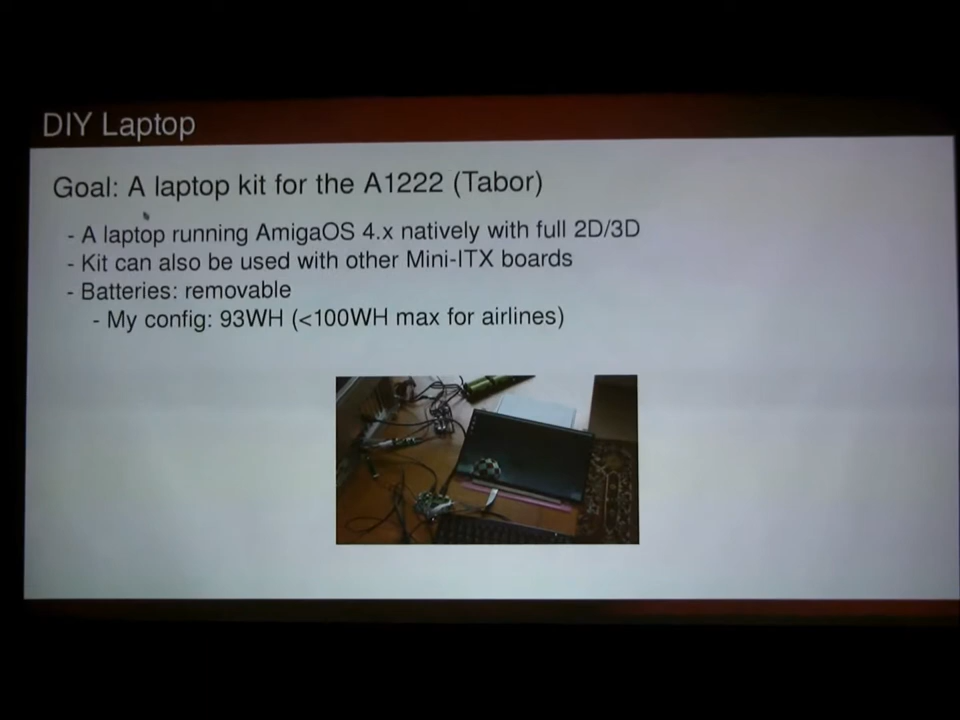 DIY Laptop
Goal: A laptop kit for the A1222 (Tabor)
- A laptop running AmigaOS 4.x natively with full 2D/3D
- Kit can also be used with other Mini-ITX boards
- Batteries: removable
- My config: 93WH (<100WH max for airlines)